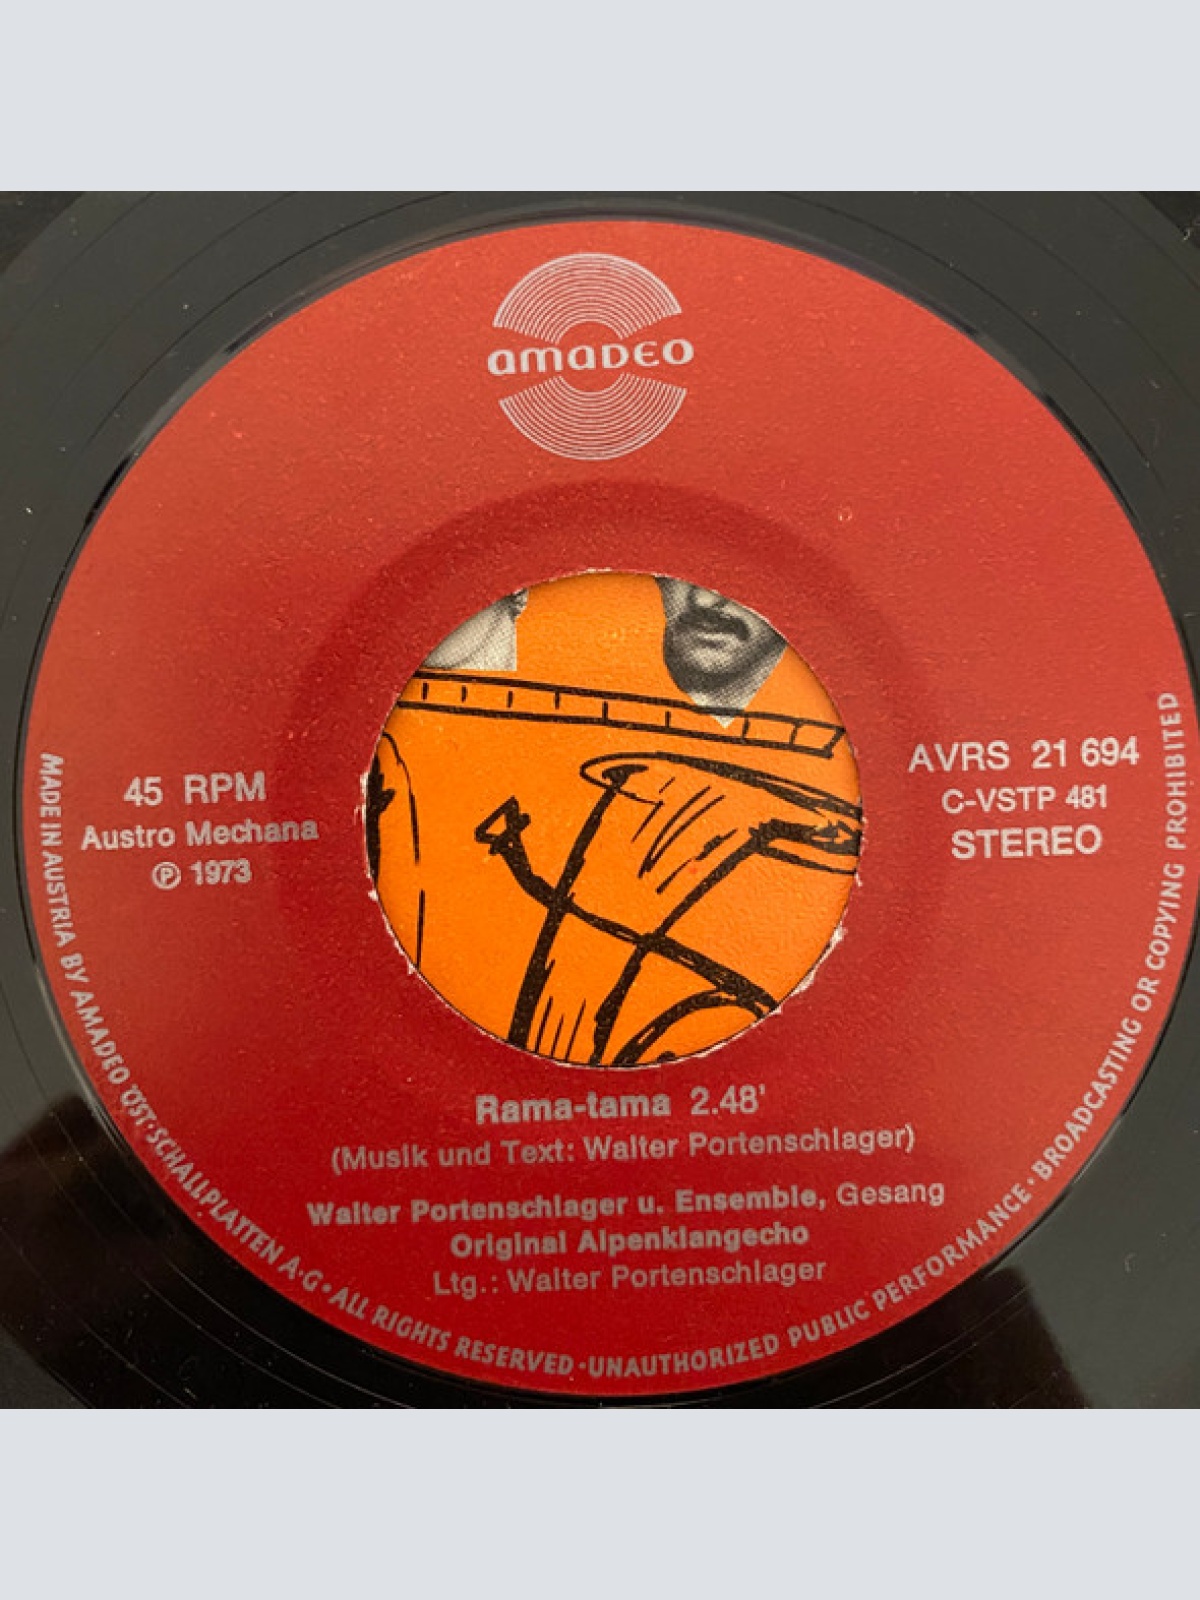 amadeo
45 RPM
Austro Mechana
Ⓟ 1973
AVRS 21 694
C-VSTP 481
STEREO
Rama-tama 2.48'
(Musik und Text: Walter Portenschlager)
Walter Portenschlager u. Ensemble, Gesang
Original Alpenklangecho
Ltg.: Walter Portenschlager
MADE IN AUSTRIA BY AMADEO ÖST·SCHALLPLATTEN A·G·ALL RIGHTS RESERVED·UNAUTHORIZED PUBLIC PERFORMANCE·BROADCASTING OR COPYING PROHIBITED